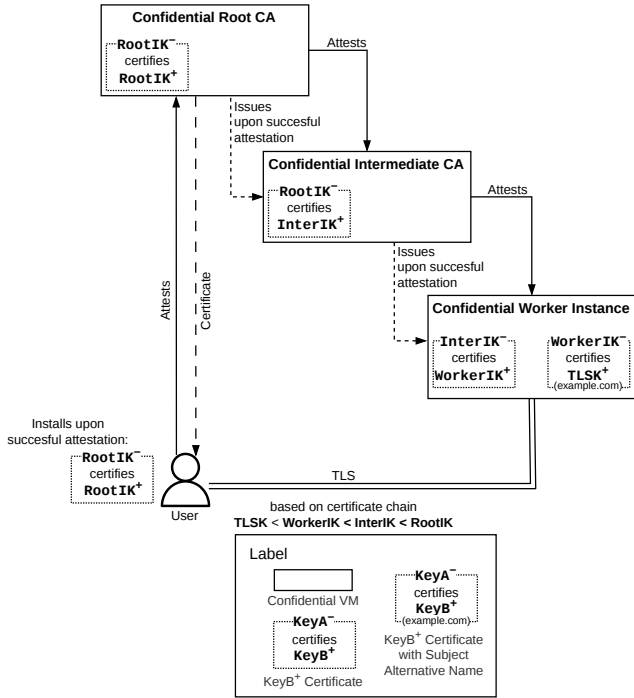 Confidential Root CA
RootIK⁻
certifies
RootIK⁺
Attests
Issues
upon succesful
attestation
Confidential Intermediate CA
RootIK⁻
certifies
InterIK⁺
Attests
Issues
upon succesful
attestation
Confidential Worker Instance
InterIK⁻
certifies
WorkerIK⁺
WorkerIK⁻
certifies
TLSK⁺
(example.com)
Attests
Certificate
Installs upon
succesful attestation:
RootIK⁻
certifies
RootIK⁺
User
TLS
based on certificate chain
TLSK < WorkerIK < InterIK < RootIK
Label
Confidential VM
KeyA⁻
certifies
KeyB⁺
KeyB⁺ Certificate
KeyA⁻
certifies
KeyB⁺
(example.com)
KeyB⁺ Certificate
with Subject
Alternative Name